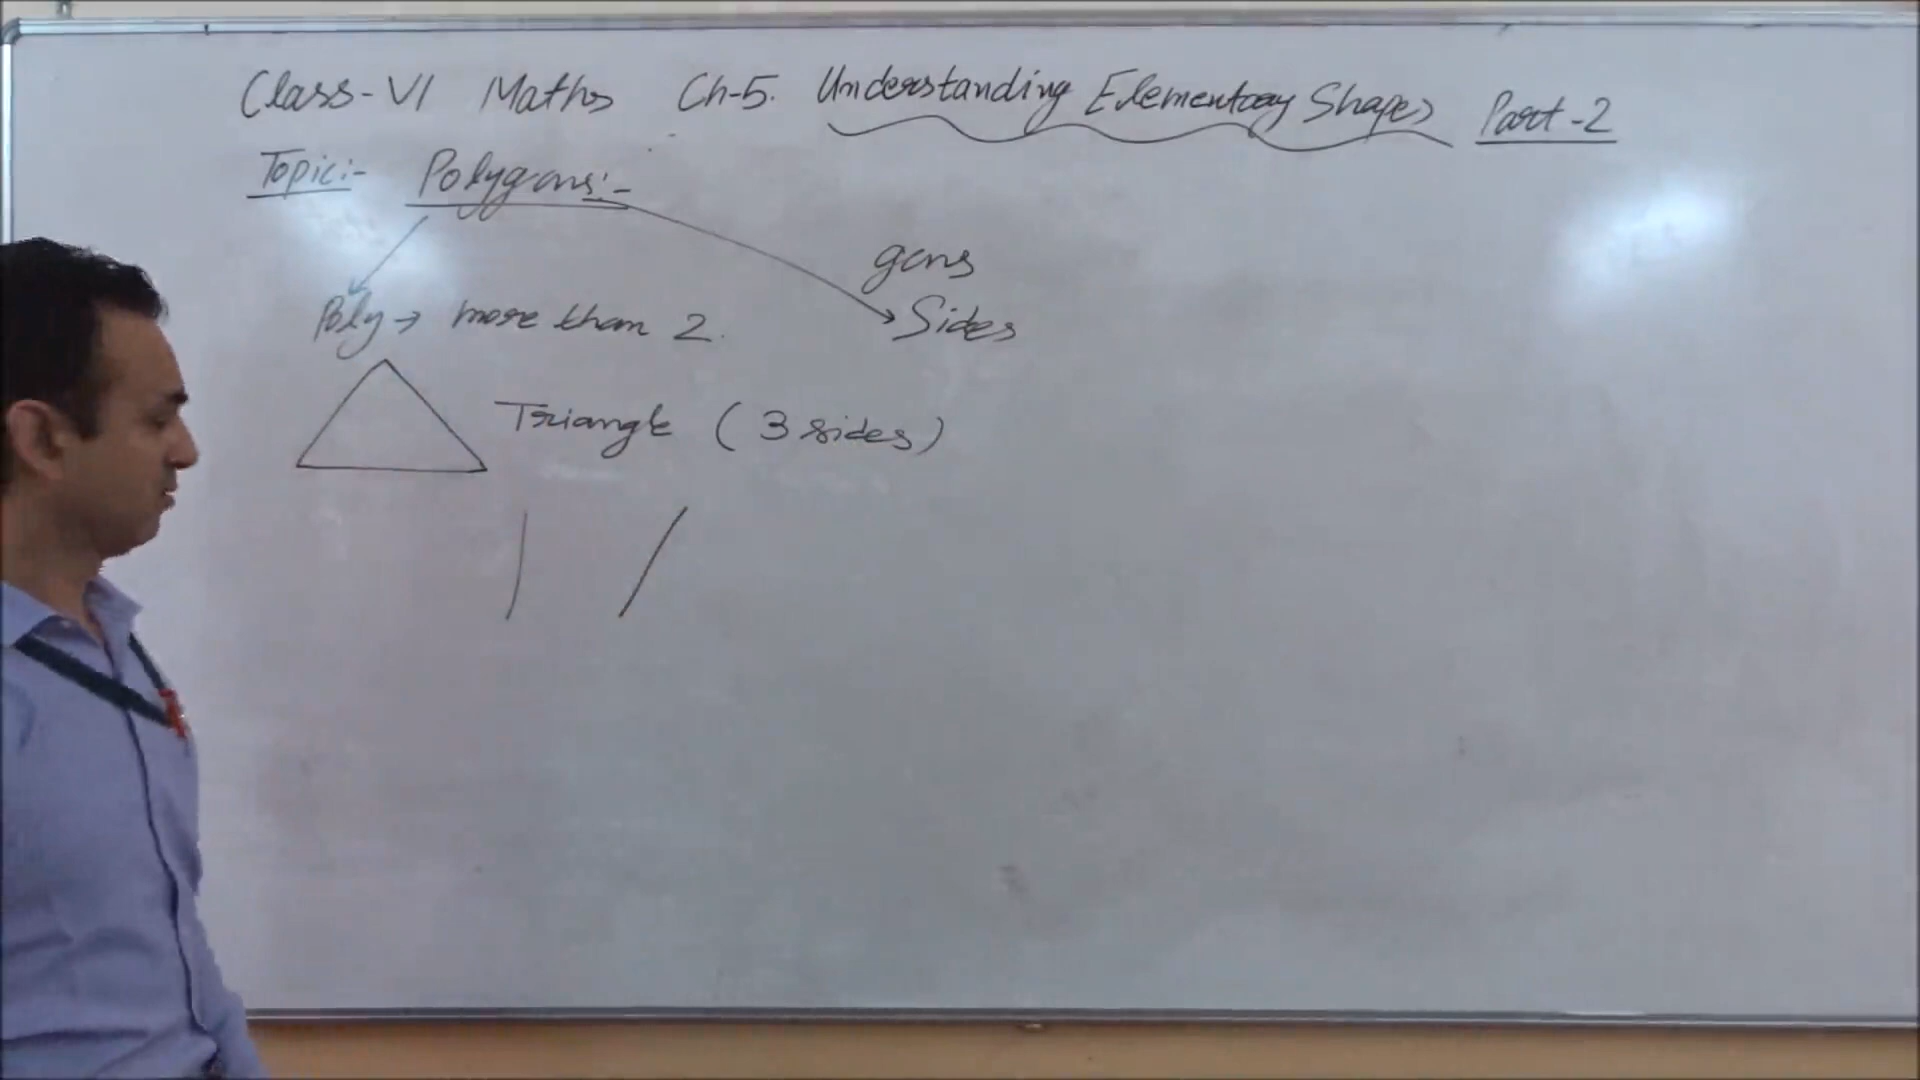 Class-VI Maths Ch-5. Understanding Elementary Shapes Part-2
Topic:- Polygons:-
gons
Poly → more than 2.
Sides
Triangle (3 sides)